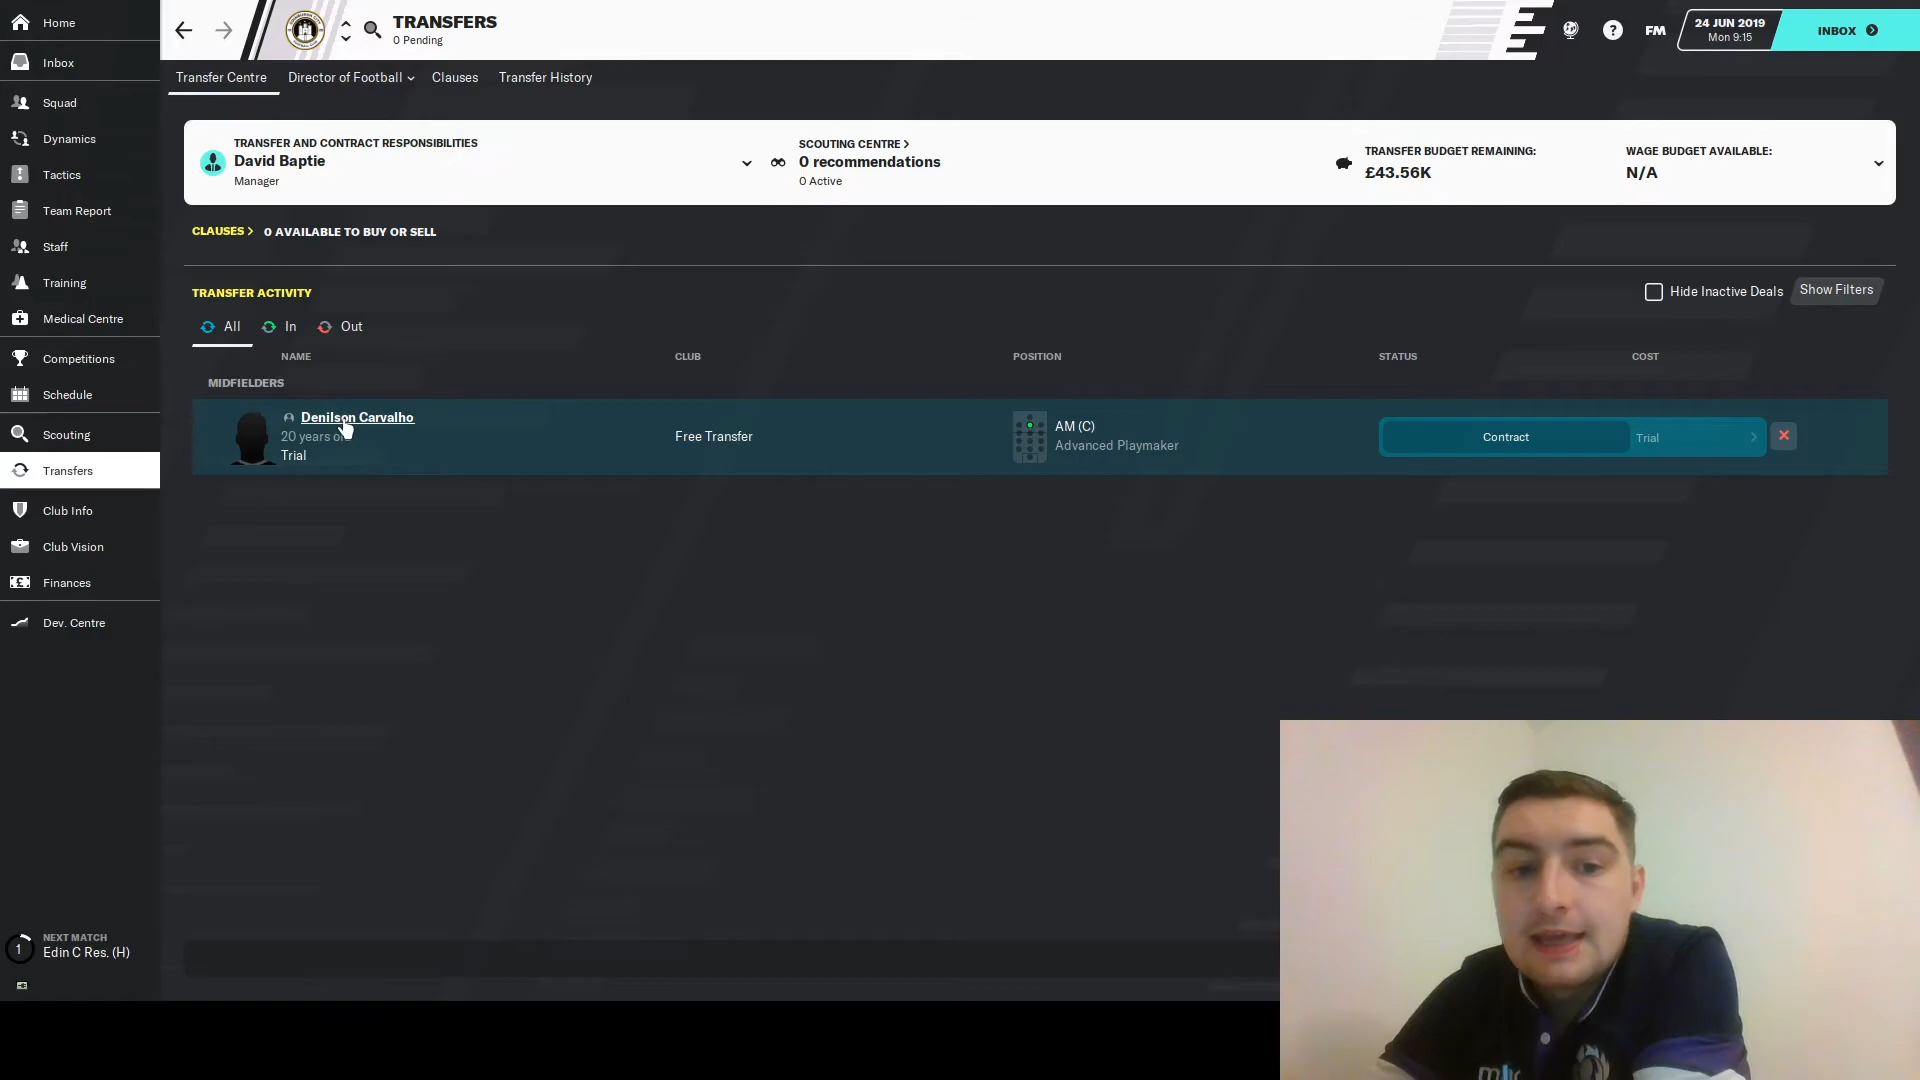 Home
Inbox
Squad
Dynamics
Tactics
Team Report
Staff
Training
Medical Centre
Competitions
Schedule
Scouting
Transfers
Club Info
Club Vision
Finances
Dev. Centre
NEXT MATCH
1 Edin C Res. (H)
TRANSFERS
0 Pending
? FM
24 JUN 2019
Mon 9:15
INBOX
Transfer Centre Director of Football Clauses Transfer History
TRANSFER AND CONTRACT RESPONSIBILITIES
David Baptie
Manager
SCOUTING CENTRE >
0 recommendations
0 Active
TRANSFER BUDGET REMAINING:
£43.56K
WAGE BUDGET AVAILABLE:
N/A
CLAUSES > 0 AVAILABLE TO BUY OR SELL
TRANSFER ACTIVITY
Hide Inactive Deals Show Filters
All In Out
NAME CLUB POSITION STATUS COST
MIDFIELDERS
Denilson Carvalho
20 years
Trial
Free Transfer
AM (C)
Advanced Playmaker
Contract Trial